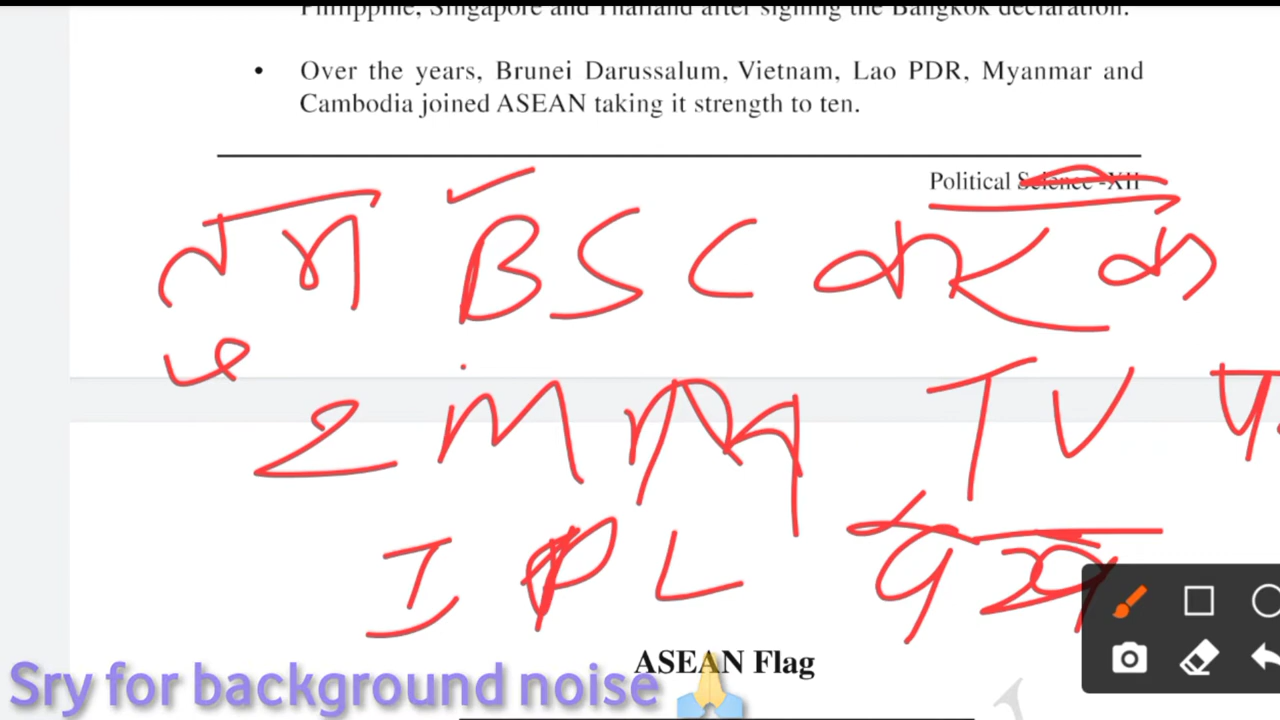 Philippine, Singapore and Thailand after signing the Bangkok declaration.
• Over the years, Brunei Darussalum, Vietnam, Lao PDR, Myanmar and
Cambodia joined ASEAN taking it strength to ten.
Political Science -XII
BSC
2 M TV
IPL
ASEAN Flag
Sry for background noise 🙏